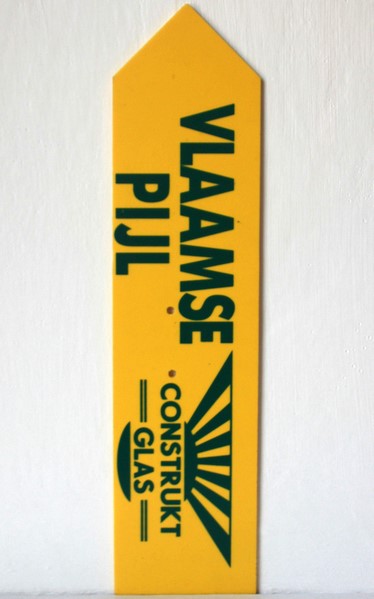 VLAAMSE
PIJL
CONSTRUKT
GLAS